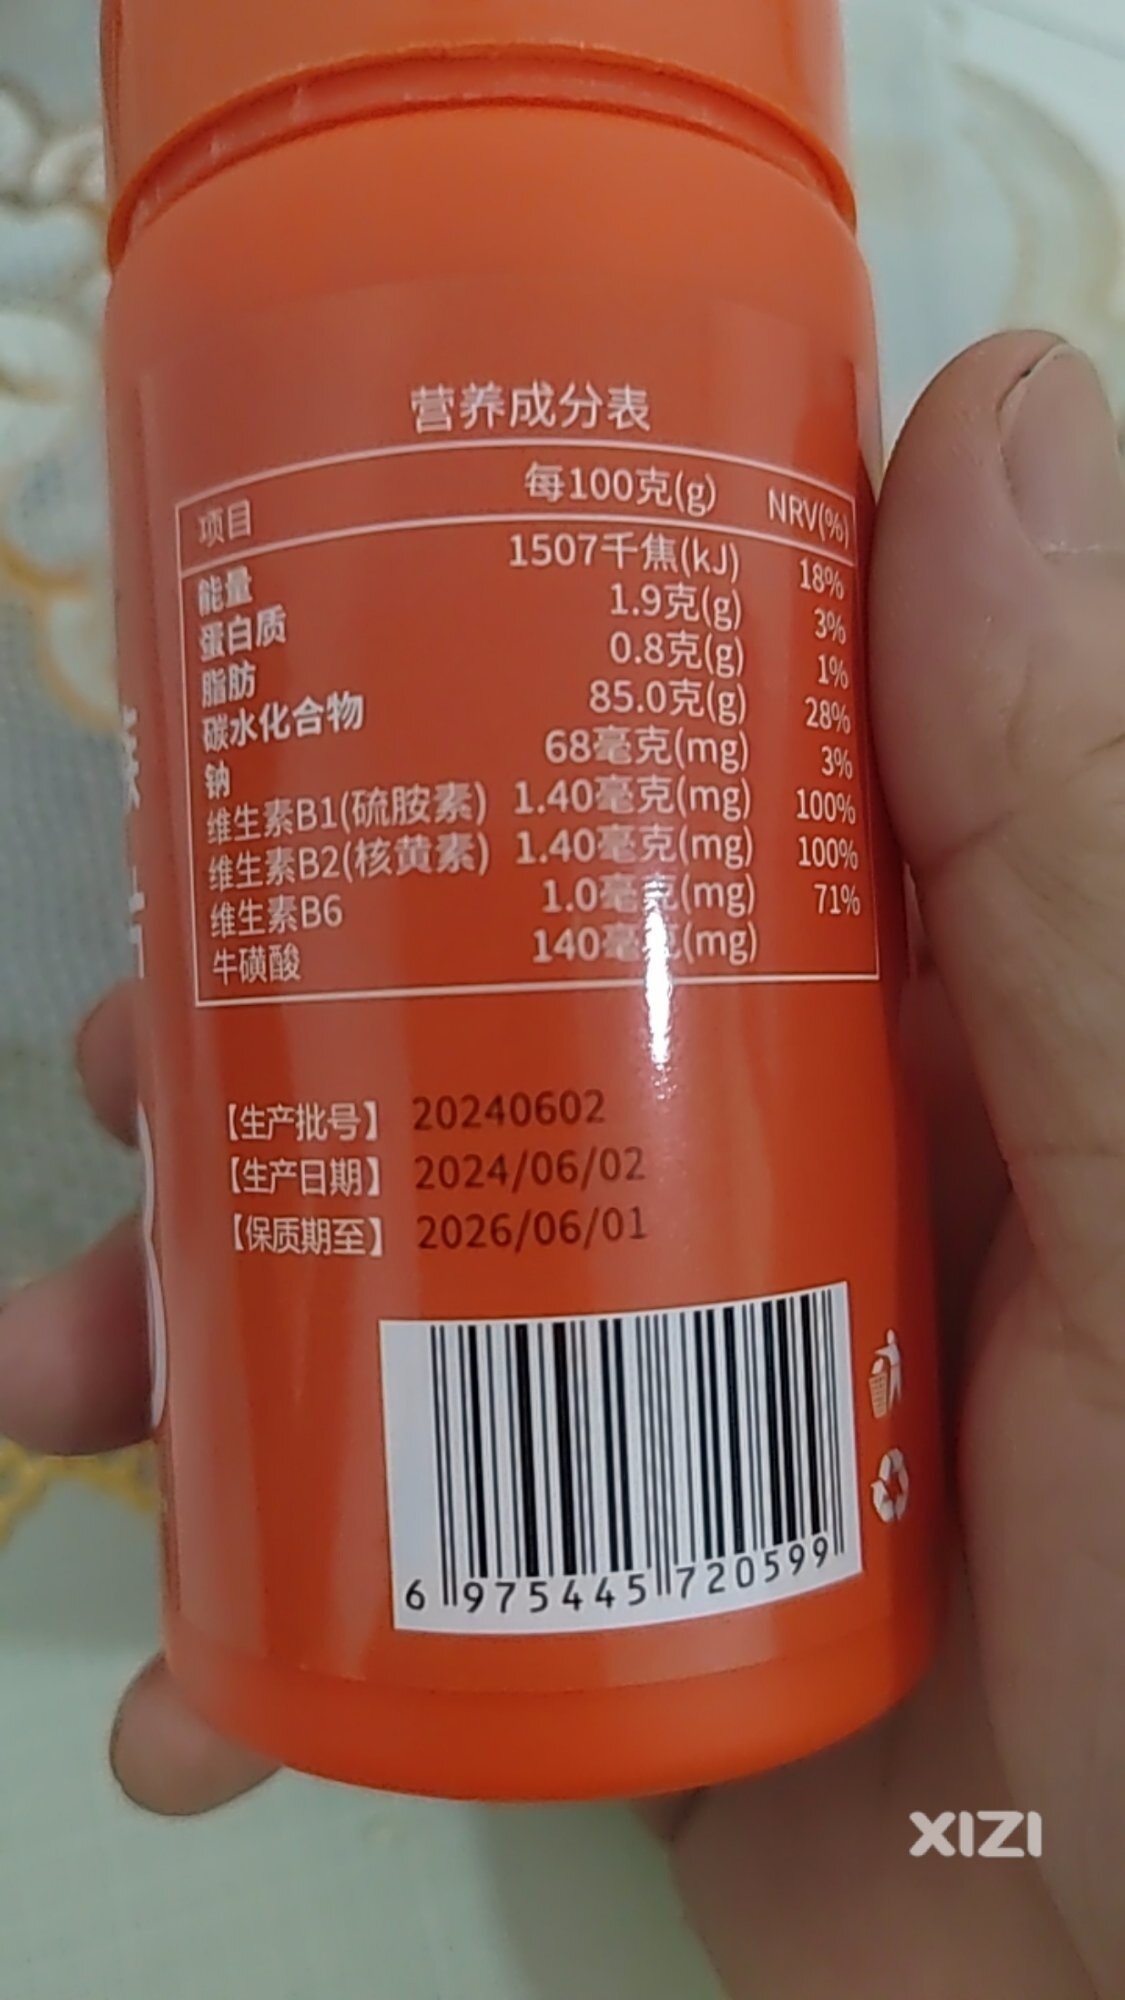 营养成分表
项目 每100克(g) NRV(%)
能量 1507千焦(kJ) 18%
蛋白质 1.9克(g) 3%
脂肪 0.8克(g) 1%
碳水化合物 85.0克(g) 28%
钠 68毫克(mg) 3%
维生素B1(硫胺素) 1.40毫克(mg) 100%
维生素B2(核黄素) 1.40毫克(mg) 100%
维生素B6 1.0毫克(mg) 71%
牛磺酸 140毫克(mg)
【生产批号】 20240602
【生产日期】 2024/06/02
【保质期至】 2026/06/01
6 975445 720599
XIZI